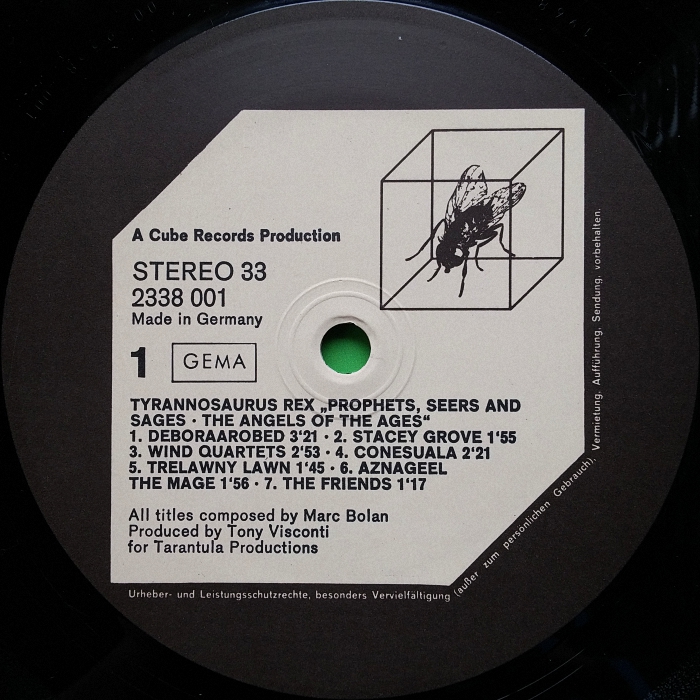 A Cube Records Production
STEREO 33
2338 001
Made in Germany
1 GEMA
TYRANNOSAURUS REX „PROPHETS, SEERS AND
SAGES · THE ANGELS OF THE AGES“
1. DEBORAAROBED 3'21 · 2. STACEY GROVE 1'55
3. WIND QUARTETS 2'53 · 4. CONESUALA 2'21
5. TRELAWNY LAWN 1'45 · 6. AZNAGEEL
THE MAGE 1'56 · 7. THE FRIENDS 1'17
All titles composed by Marc Bolan
Produced by Tony Visconti
for Tarantula Productions
Urheber- und Leistungsschutzrechte, besonders Vervielfältigung (außer zum persönlichen Gebrauch), Vermietung, Aufführung, Sendung, vorbehalten.